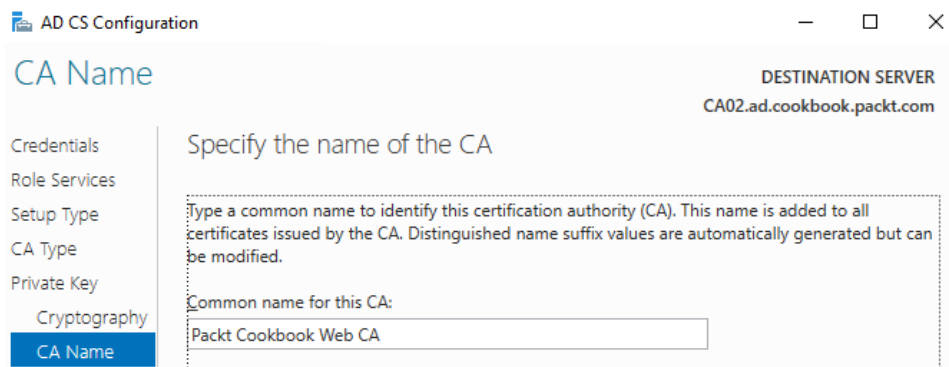 AD CS Configuration
CA Name
DESTINATION SERVER
CA02.ad.cookbook.packt.com
Credentials
Role Services
Setup Type
CA Type
Private Key
Cryptography
CA Name
Specify the name of the CA
Type a common name to identify this certification authority (CA). This name is added to all
certificates issued by the CA. Distinguished name suffix values are automatically generated but can
be modified.
Common name for this CA:
Packt Cookbook Web CA